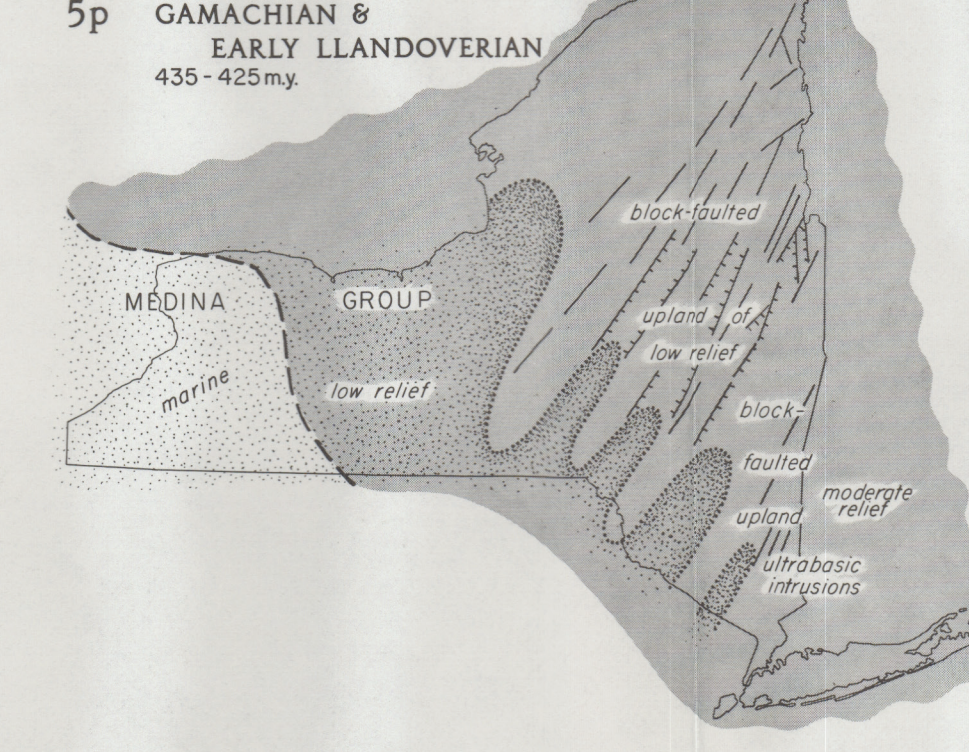 5p GAMACHIAN &
EARLY LLANDOVERIAN
435 - 425 m.y.
block-faulted
MEDINA GROUP
upland of
low relief
marine
low relief
block-
faulted
moderate
relief
upland
ultrabasic
intrusions